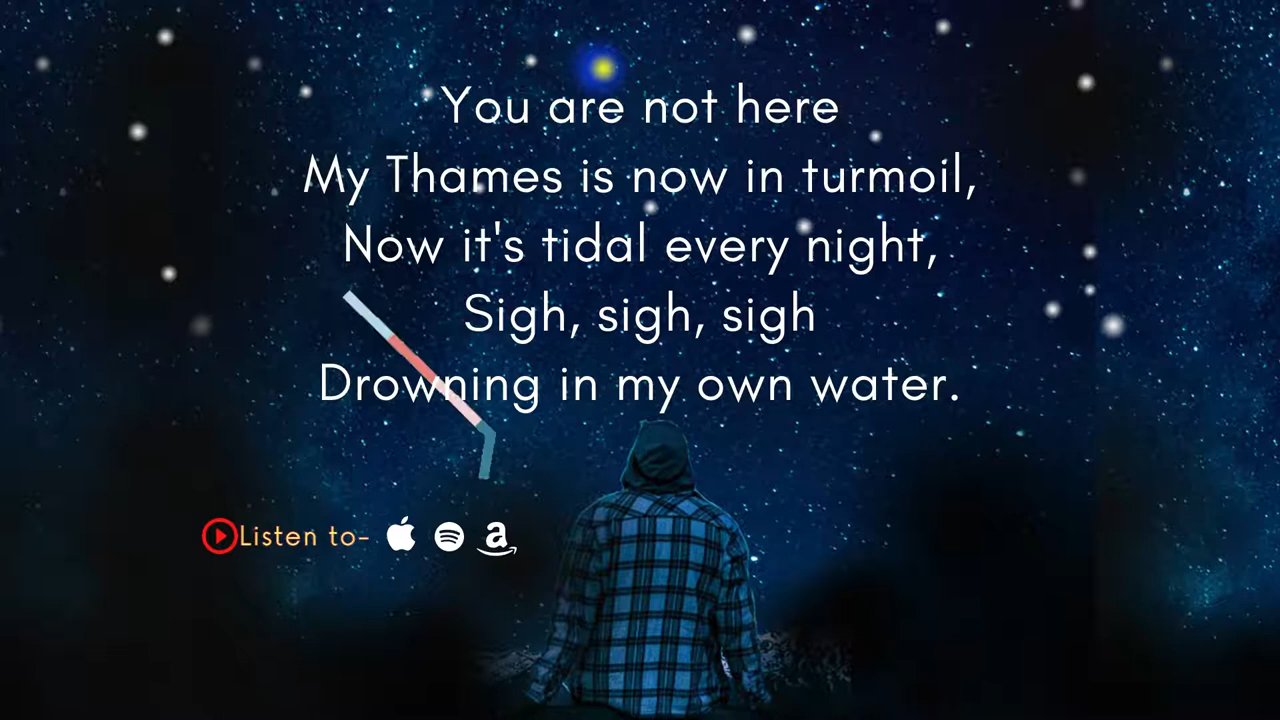 You are not here
My Thames is now in turmoil,
Now it's tidal every night,
Sigh, sigh, sigh
Drowning in my own water.
Listen to-